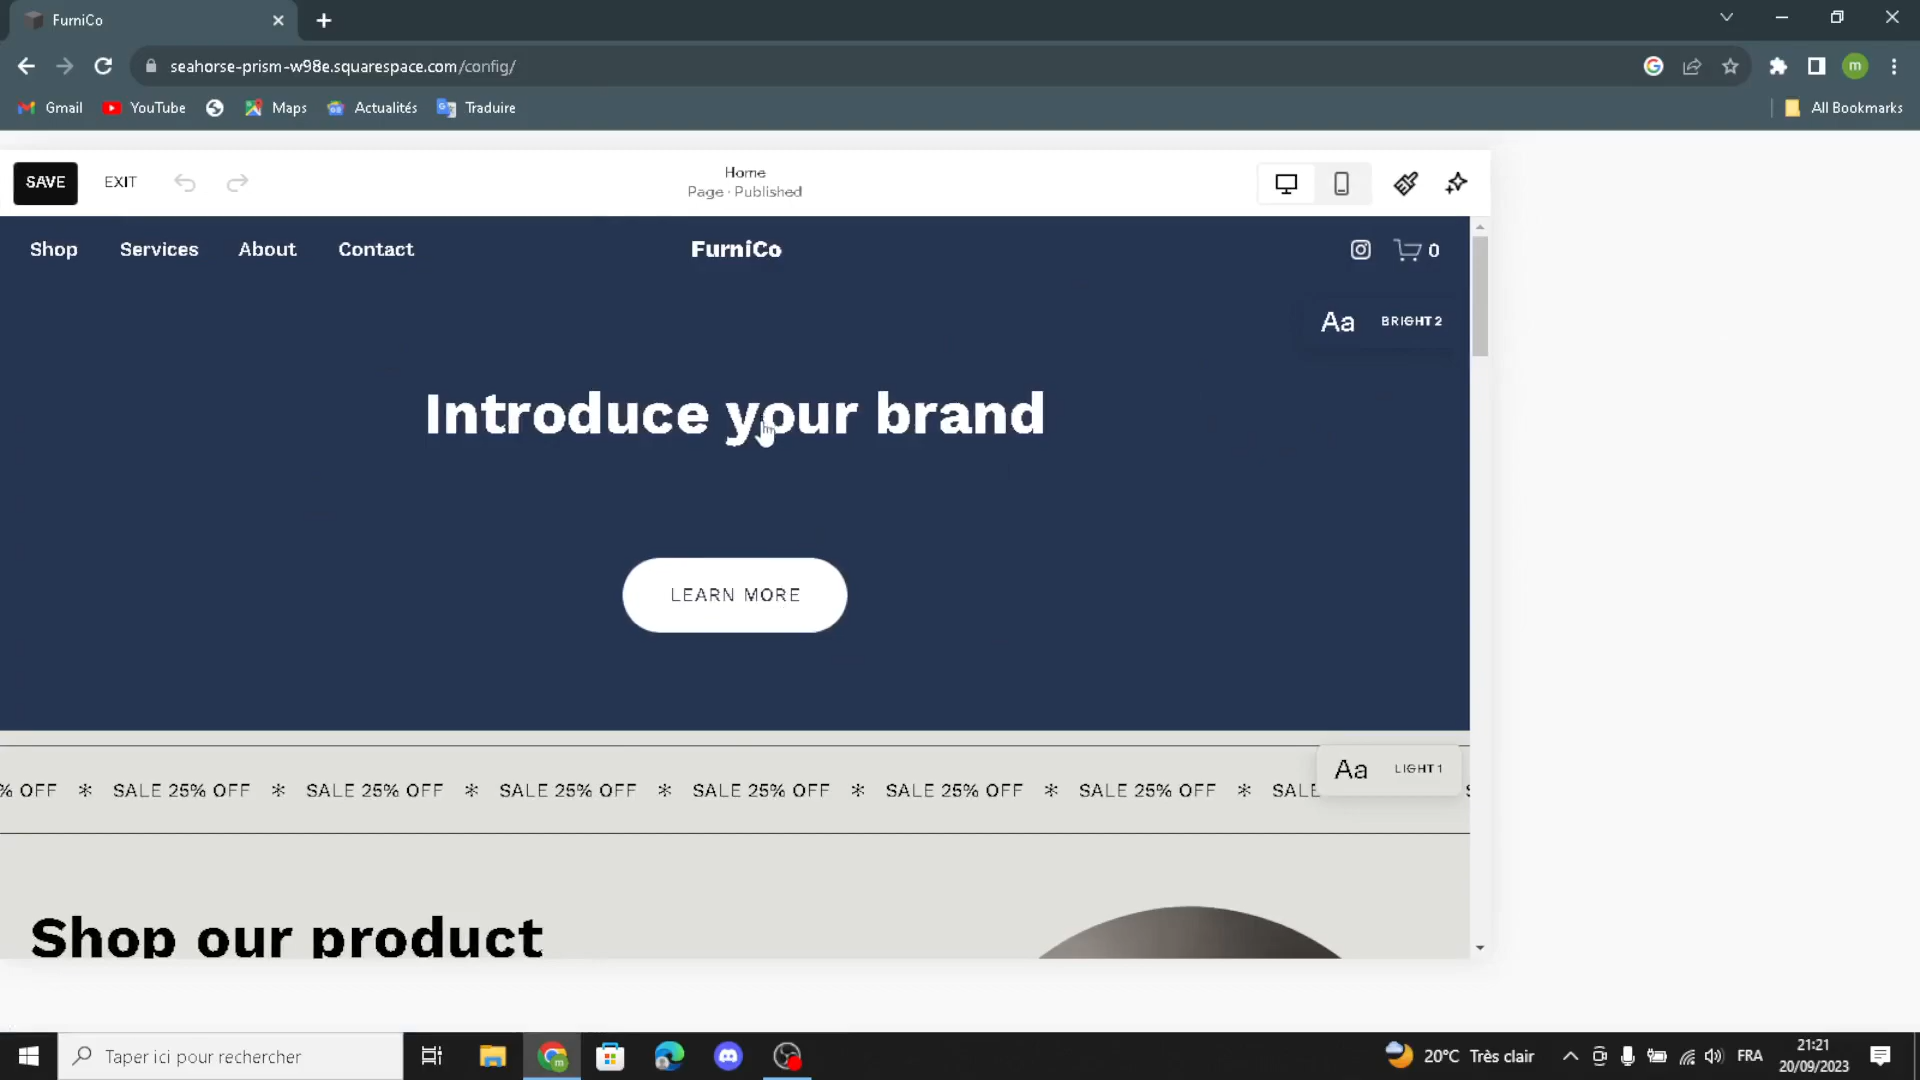 FurniCo
seahorse-prism-w98e.squarespace.com/config/
m
Gmail
YouTube
Maps
Actualités
Traduire
All Bookmarks
SAVE
EXIT
Home
Page · Published
Shop
Services
About
Contact
FurniCo
0
Aa BRIGHT 2
Introduce your brand
LEARN MORE
% OFF * SALE 25% OFF * SALE 25% OFF * SALE 25% OFF * SALE 25% OFF * SALE 25% OFF * SALE 25% OFF * SALE
Aa LIGHT 1
Shop our product
Taper ici pour rechercher
20°C Très clair
FRA
21:21
20/09/2023